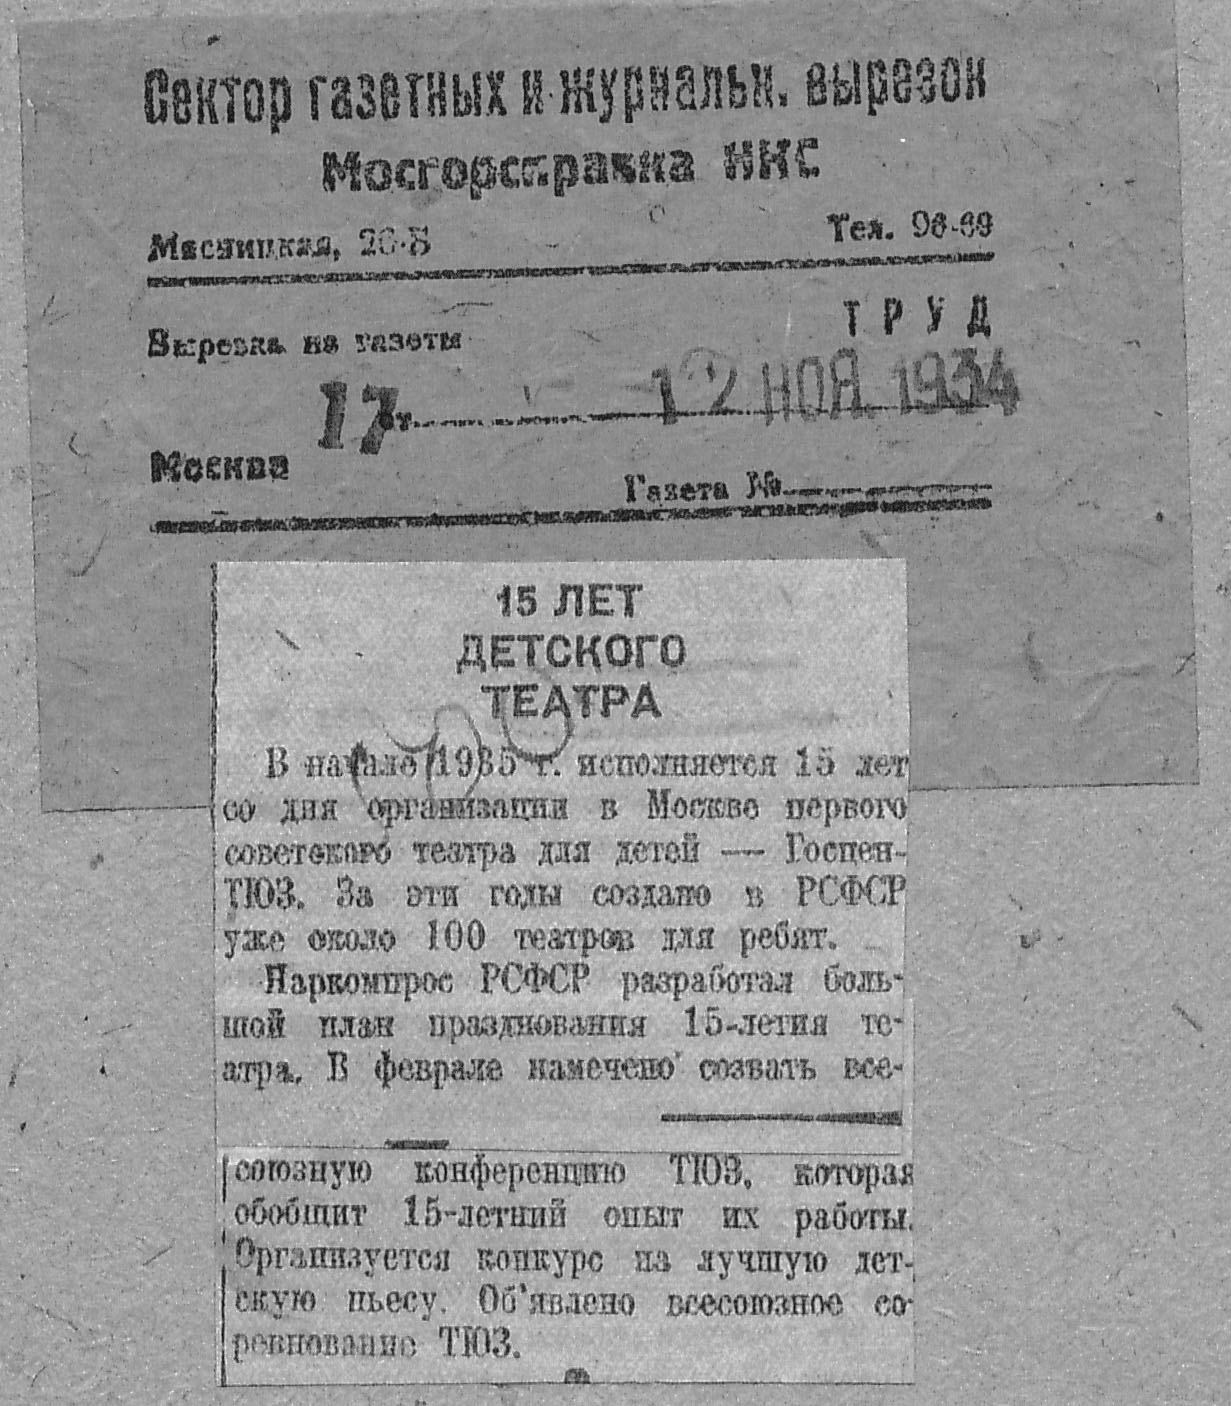 Сектор газетных и журнальн. вырезок
Мосгорсправка НКС
Мясницкая, 26-Б Тел. 96-69
Вырезка из газеты ТРУД
17 от 12 НОЯ. 1934
Москва
Газета №
15 ЛЕТ
ДЕТСКОГО
ТЕАТРА
В начале 1935 г. исполняется 15 лет
со дня организации в Москве первого
советского театра для детей — Госцен-
ТЮЗ. За эти годы создано в РСФСР
уже около 100 театров для ребят.
Наркомпрос РСФСР разработал боль-
шой план празднования 15-летия те-
атра. В феврале намечено созвать все-
союзную конференцию ТЮЗ, которая
обобщит 15-летний опыт их работы.
Организуется конкурс на лучшую дет-
скую пьесу. Об'явлено всесоюзное со-
ревнование ТЮЗ.